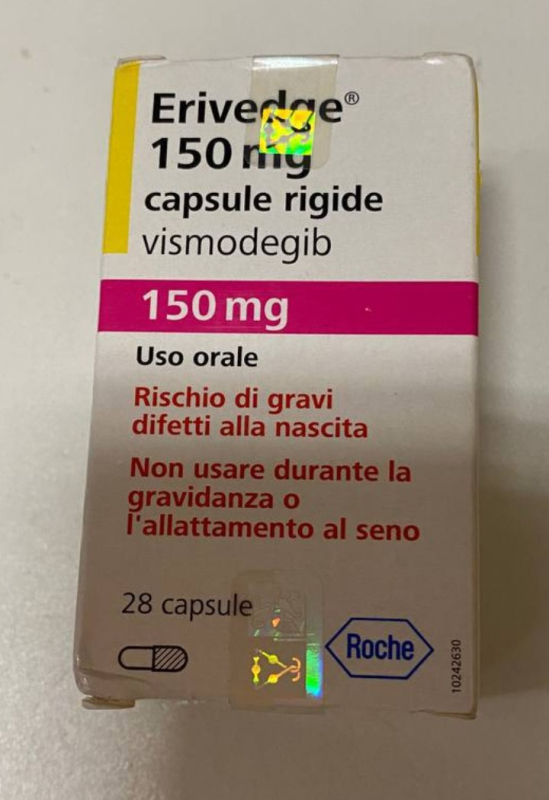 Erivedge®
150 mg
capsule rigide
vismodegib
150 mg
Uso orale
Rischio di gravi
difetti alla nascita
Non usare durante la
gravidanza o
l'allattamento al seno
28 capsule
Roche
10242630